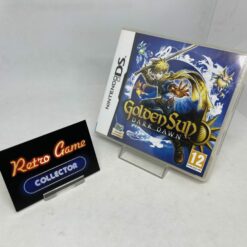 Retro Game
COLLECTOR
NINTENDO DS
Golden Sun
DARK DAWN
12